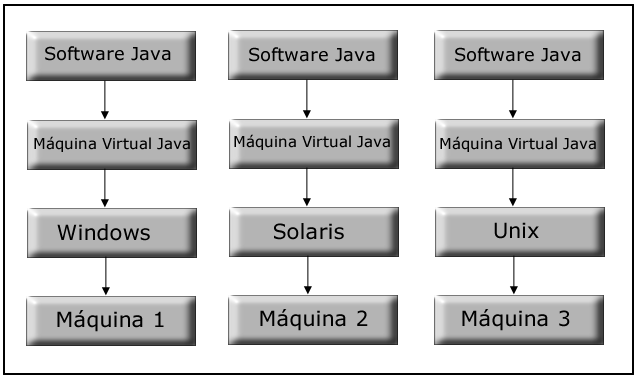 Software Java
Software Java
Software Java
Máquina Virtual Java
Máquina Virtual Java
Máquina Virtual Java
Windows
Solaris
Unix
Máquina 1
Máquina 2
Máquina 3